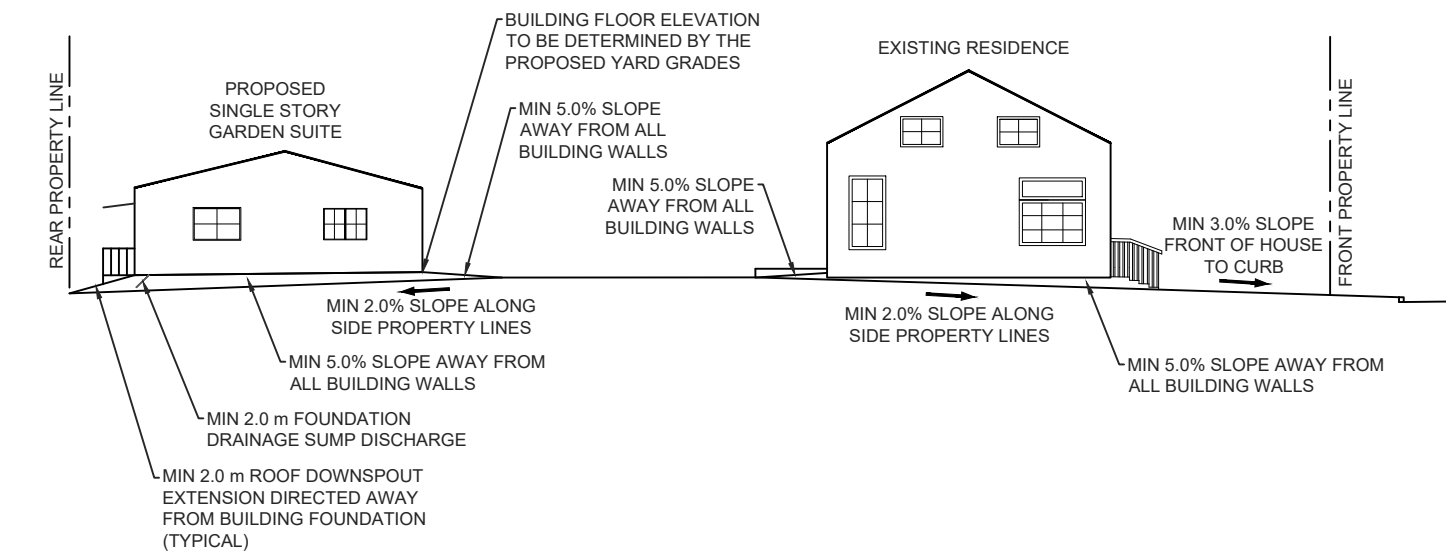 BUILDING FLOOR ELEVATION
TO BE DETERMINED BY THE
PROPOSED YARD GRADES
EXISTING RESIDENCE
REAR PROPERTY LINE
PROPOSED
SINGLE STORY
GARDEN SUITE
MIN 5.0% SLOPE
AWAY FROM ALL
BUILDING WALLS
MIN 5.0% SLOPE
AWAY FROM ALL
BUILDING WALLS
MIN 3.0% SLOPE
FRONT OF HOUSE
TO CURB
FRONT PROPERTY LINE
MIN 2.0% SLOPE ALONG
SIDE PROPERTY LINES
MIN 2.0% SLOPE ALONG
SIDE PROPERTY LINES
MIN 5.0% SLOPE AWAY FROM
ALL BUILDING WALLS
MIN 5.0% SLOPE AWAY FROM
ALL BUILDING WALLS
MIN 2.0 m FOUNDATION
DRAINAGE SUMP DISCHARGE
MIN 2.0 m ROOF DOWNSPOUT
EXTENSION DIRECTED AWAY
FROM BUILDING FOUNDATION
(TYPICAL)